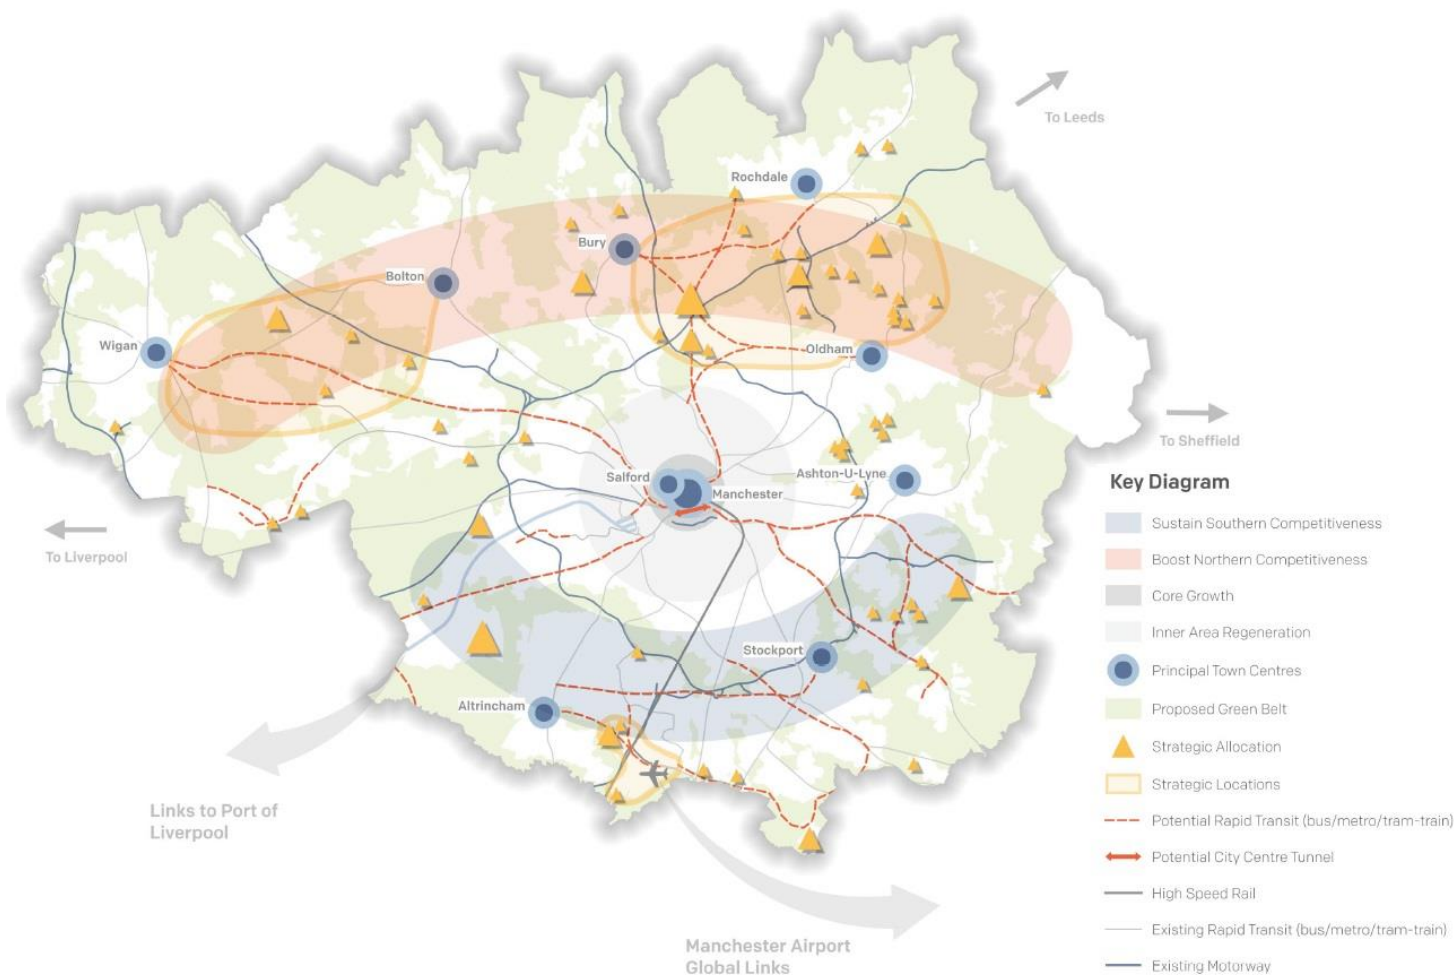 To Leeds
Rochdale
Bury
Bolton
Wigan
Oldham
To Sheffield
Salford
Manchester
Ashton-U-Lyne
To Liverpool
Stockport
Altrincham
Links to Port of
Liverpool
Manchester Airport
Global Links
Key Diagram
Sustain Southern Competitiveness
Boost Northern Competitiveness
Core Growth
Inner Area Regeneration
Principal Town Centres
Proposed Green Belt
Strategic Allocation
Strategic Locations
Potential Rapid Transit (bus/metro/tram-train)
Potential City Centre Tunnel
High Speed Rail
Existing Rapid Transit (bus/metro/tram-train)
Existing Motorway